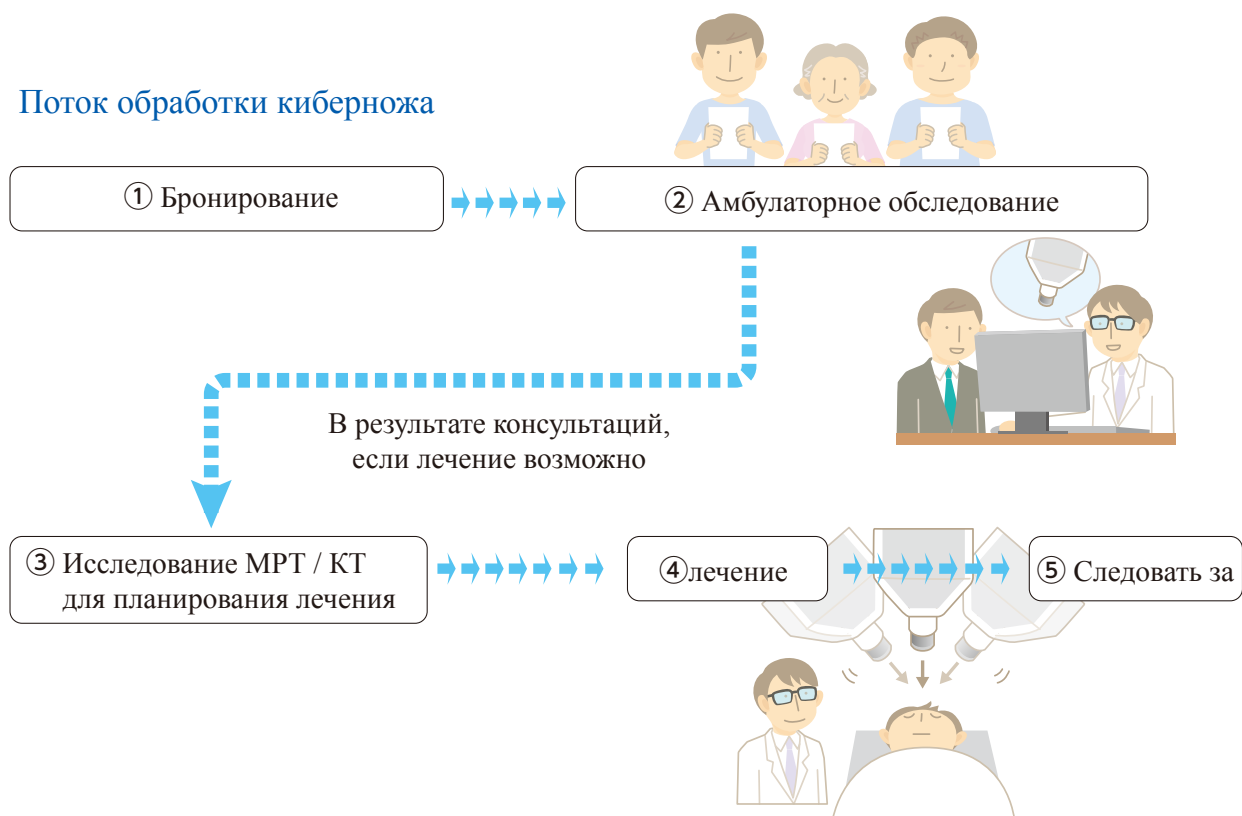 Поток обработки киберножа
① Бронирование
② Амбулаторное обследование
В результате консультаций,
если лечение возможно
③ Исследование МРТ / КТ
для планирования лечения
④лечение
⑤ Следовать за